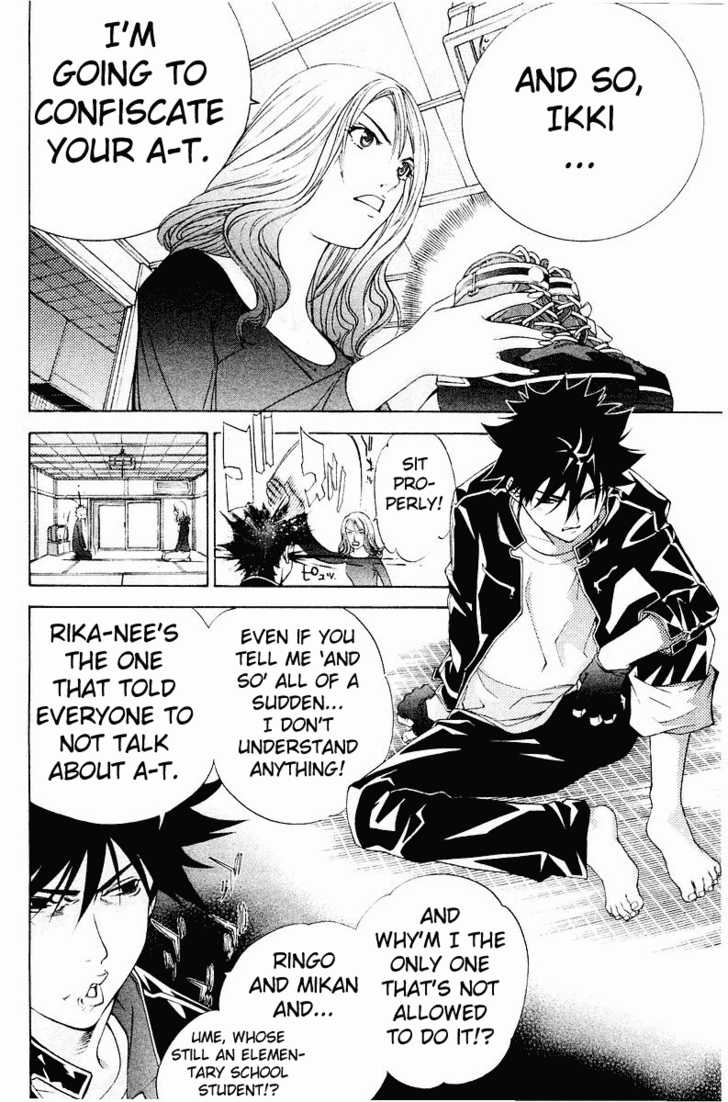 AND SO,
IKKI
...
I'M
GOING TO
CONFISCATE
YOUR A-T.
SIT
PRO-
PERLY!
EVEN IF YOU
TELL ME 'AND
SO' ALL OF A
SUDDEN...
I DON'T
UNDERSTAND
ANYTHING!
RIKA-NEE'S
THE ONE
THAT TOLD
EVERYONE TO
NOT TALK
ABOUT A-T.
AND
WHY'M I THE
ONLY ONE
THAT'S NOT
ALLOWED
TO DO IT!?
RINGO
AND MIKAN
AND...
UME, WHOSE
STILL AN ELEMEN-
TARY SCHOOL
STUDENT!?